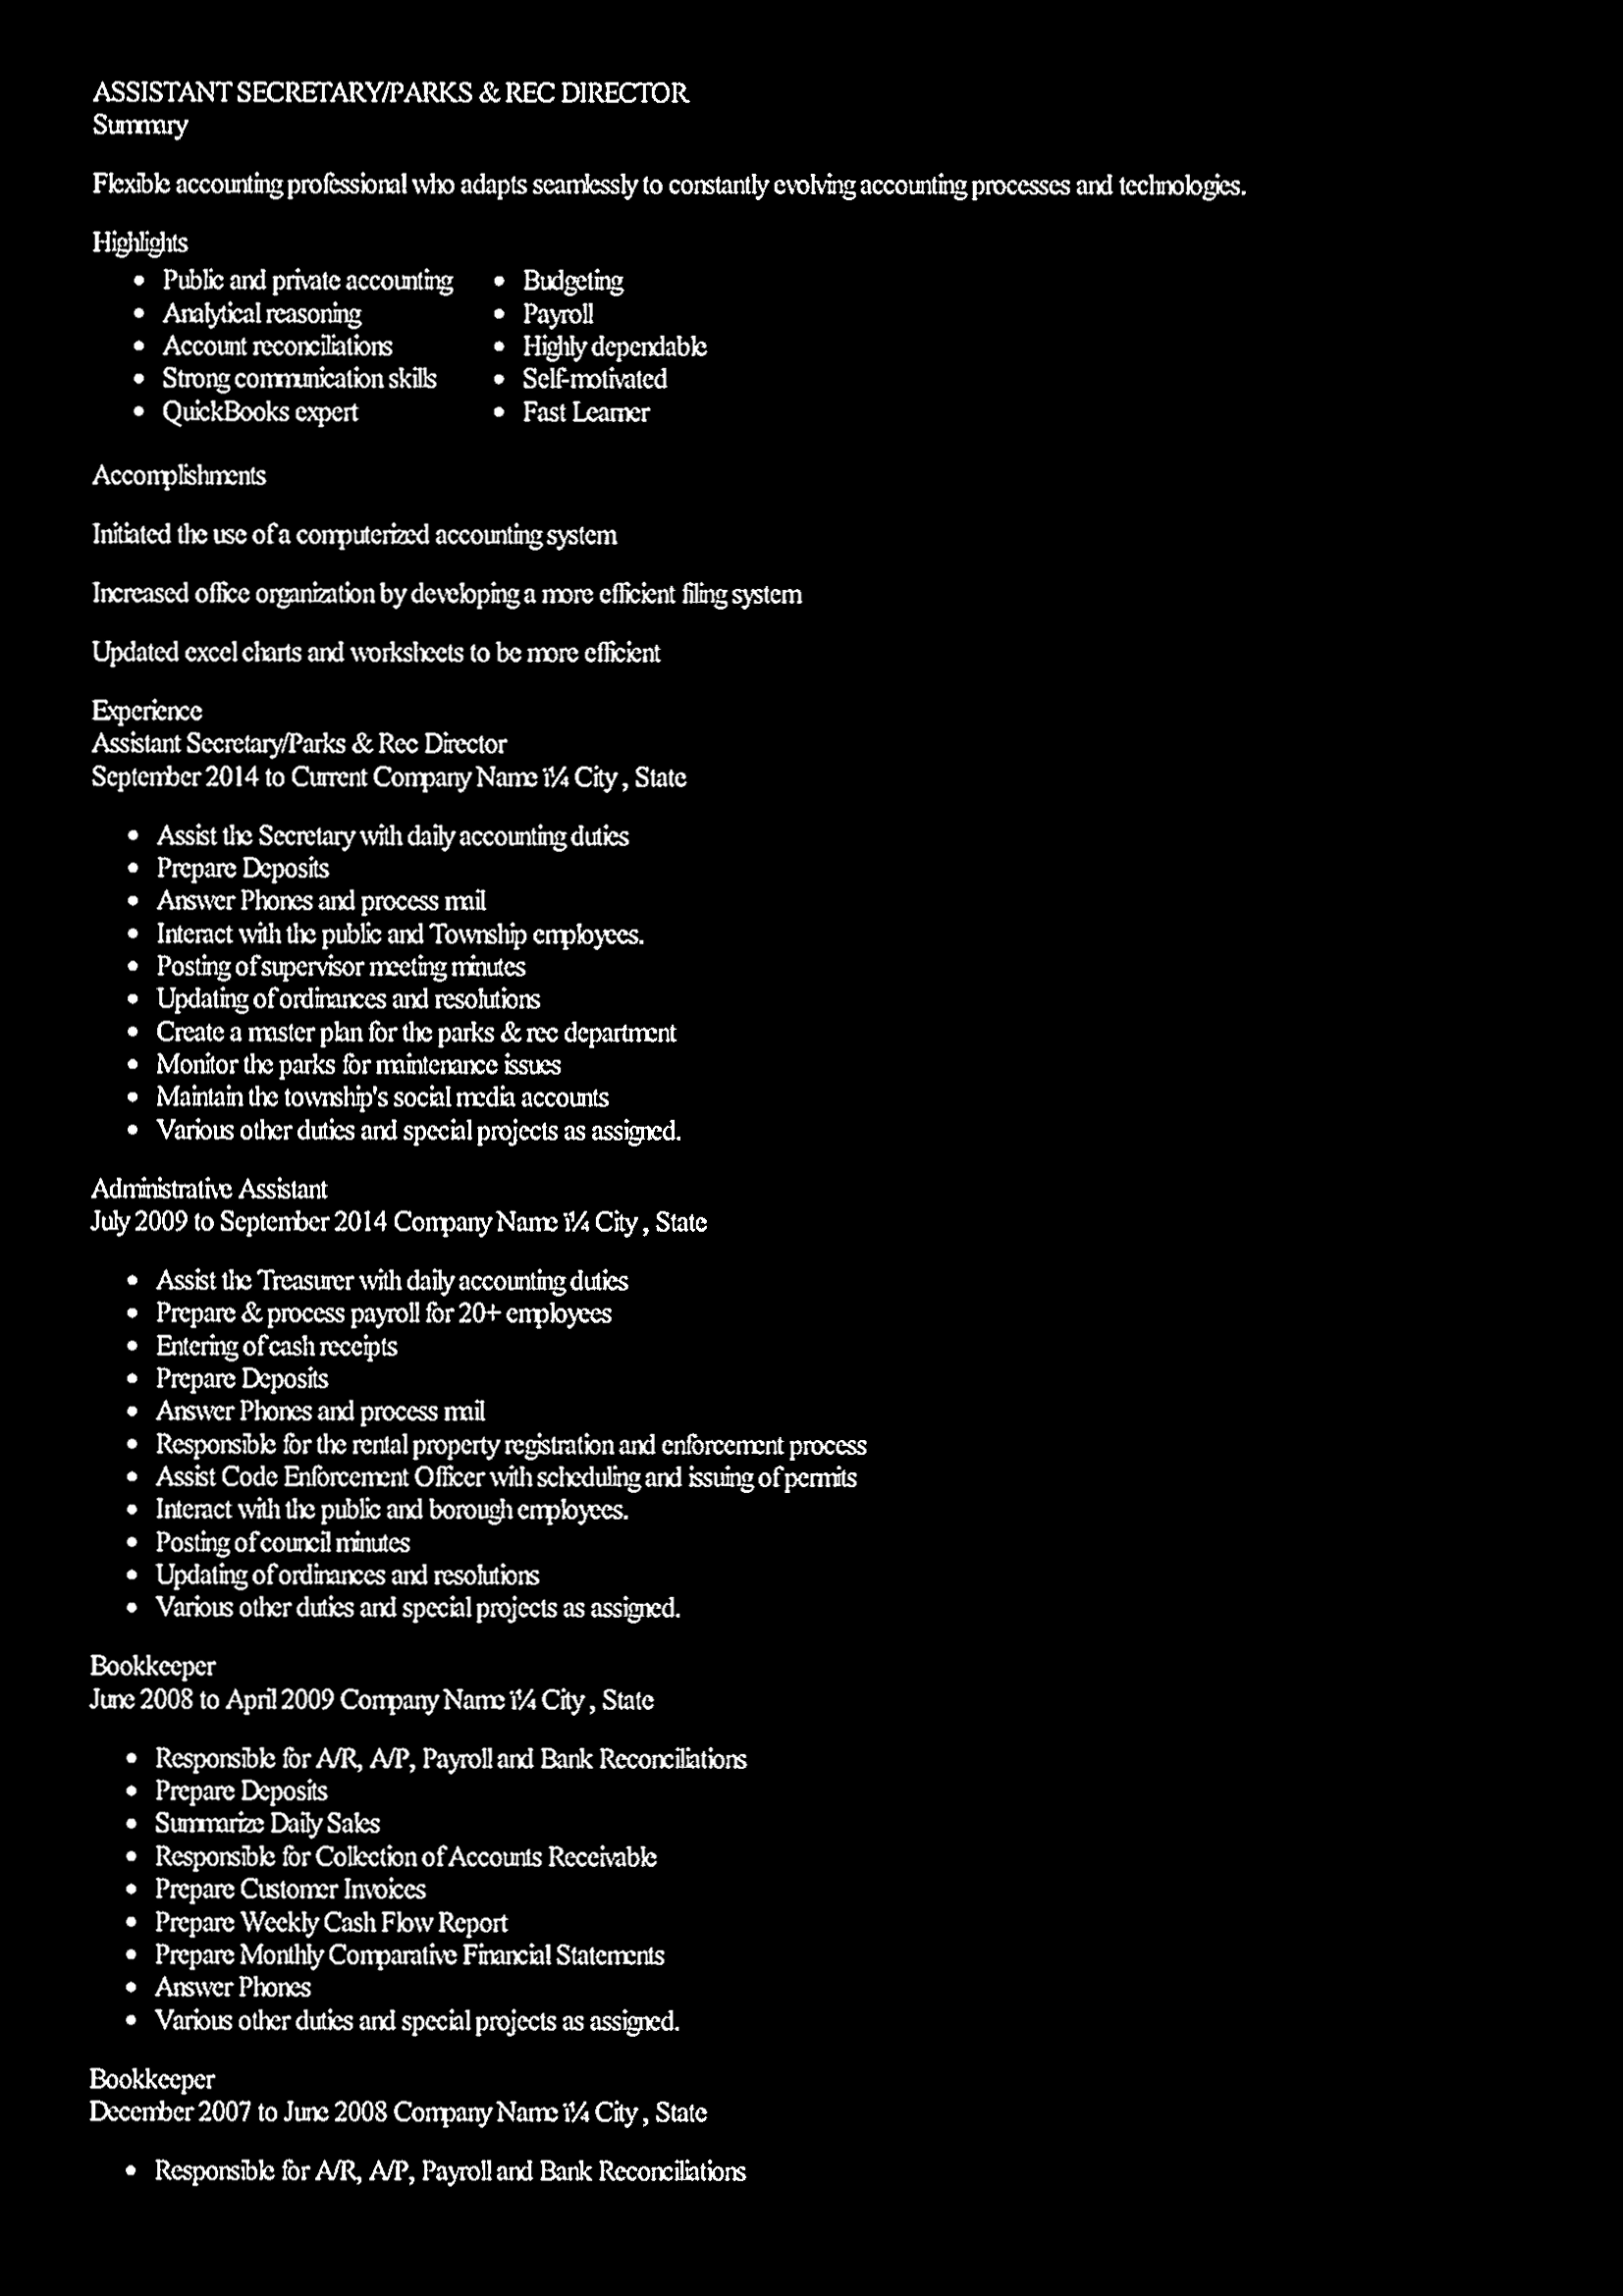 ASSISTANT SECRETARY/PARKS & REC DIRECTOR
Summary
Flexible accounting professional who adapts seamlessly to constantly evolving accounting processes and technologies.
Highlights
• Public and private accounting
• Analytical reasoning
• Account reconciliations
• Strong communication skills
• QuickBooks expert
• Budgeting
• Payroll
• Highly dependable
• Self-motivated
• Fast Learner
Accomplishments
Initiated the use of a computerized accounting system
Increased office organization by developing a more efficient filing system
Updated excel charts and worksheets to be more efficient
Experience
Assistant Secretary/Parks & Rec Director
September 2014 to Current Company Name ï¼ City , State
• Assist the Secretary with daily accounting duties
• Prepare Deposits
• Answer Phones and process mail
• Interact with the public and Township employees.
• Posting of supervisor meeting minutes
• Updating of ordinances and resolutions
• Create a master plan for the parks & rec department
• Monitor the parks for maintenance issues
• Maintain the township's social media accounts
• Various other duties and special projects as assigned.
Administrative Assistant
July 2009 to September 2014 Company Name ï¼ City , State
• Assist the Treasurer with daily accounting duties
• Prepare & process payroll for 20+ employees
• Entering of cash receipts
• Prepare Deposits
• Answer Phones and process mail
• Responsible for the rental property registration and enforcement process
• Assist Code Enforcement Officer with scheduling and issuing of permits
• Interact with the public and borough employees.
• Posting of council minutes
• Updating of ordinances and resolutions
• Various other duties and special projects as assigned.
Bookkeeper
June 2008 to April 2009 Company Name ï¼ City , State
• Responsible for A/R, A/P, Payroll and Bank Reconciliations
• Prepare Deposits
• Summarize Daily Sales
• Responsible for Collection of Accounts Receivable
• Prepare Customer Invoices
• Prepare Weekly Cash Flow Report
• Prepare Monthly Comparative Financial Statements
• Answer Phones
• Various other duties and special projects as assigned.
Bookkeeper
December 2007 to June 2008 Company Name ï¼ City , State
• Responsible for A/R, A/P, Payroll and Bank Reconciliations